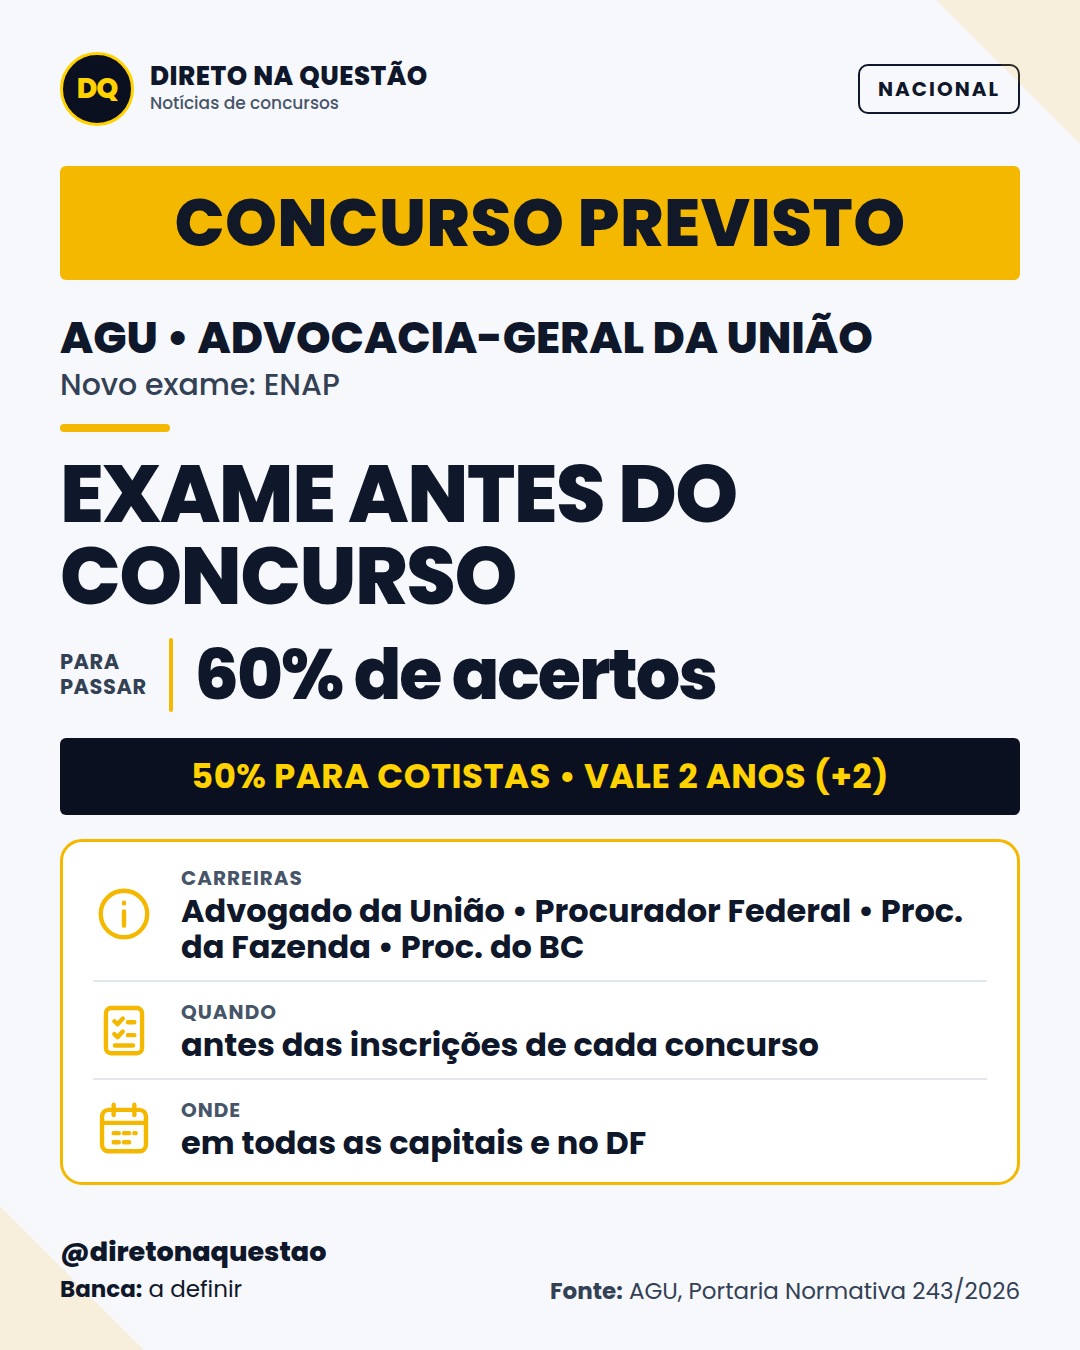 DQ
DIRETO NA QUESTÃO
Notícias de concursos
NACIONAL
CONCURSO PREVISTO
AGU • ADVOCACIA-GERAL DA UNIÃO
Novo exame: ENAP
EXAME ANTES DO
CONCURSO
PARA
PASSAR
60% de acertos
50% PARA COTISTAS • VALE 2 ANOS (+2)
CARREIRAS
Advogado da União • Procurador Federal • Proc.
da Fazenda • Proc. do BC
QUANDO
antes das inscrições de cada concurso
ONDE
em todas as capitais e no DF
@diretonaquestao
Banca: a definir
Fonte: AGU, Portaria Normativa 243/2026